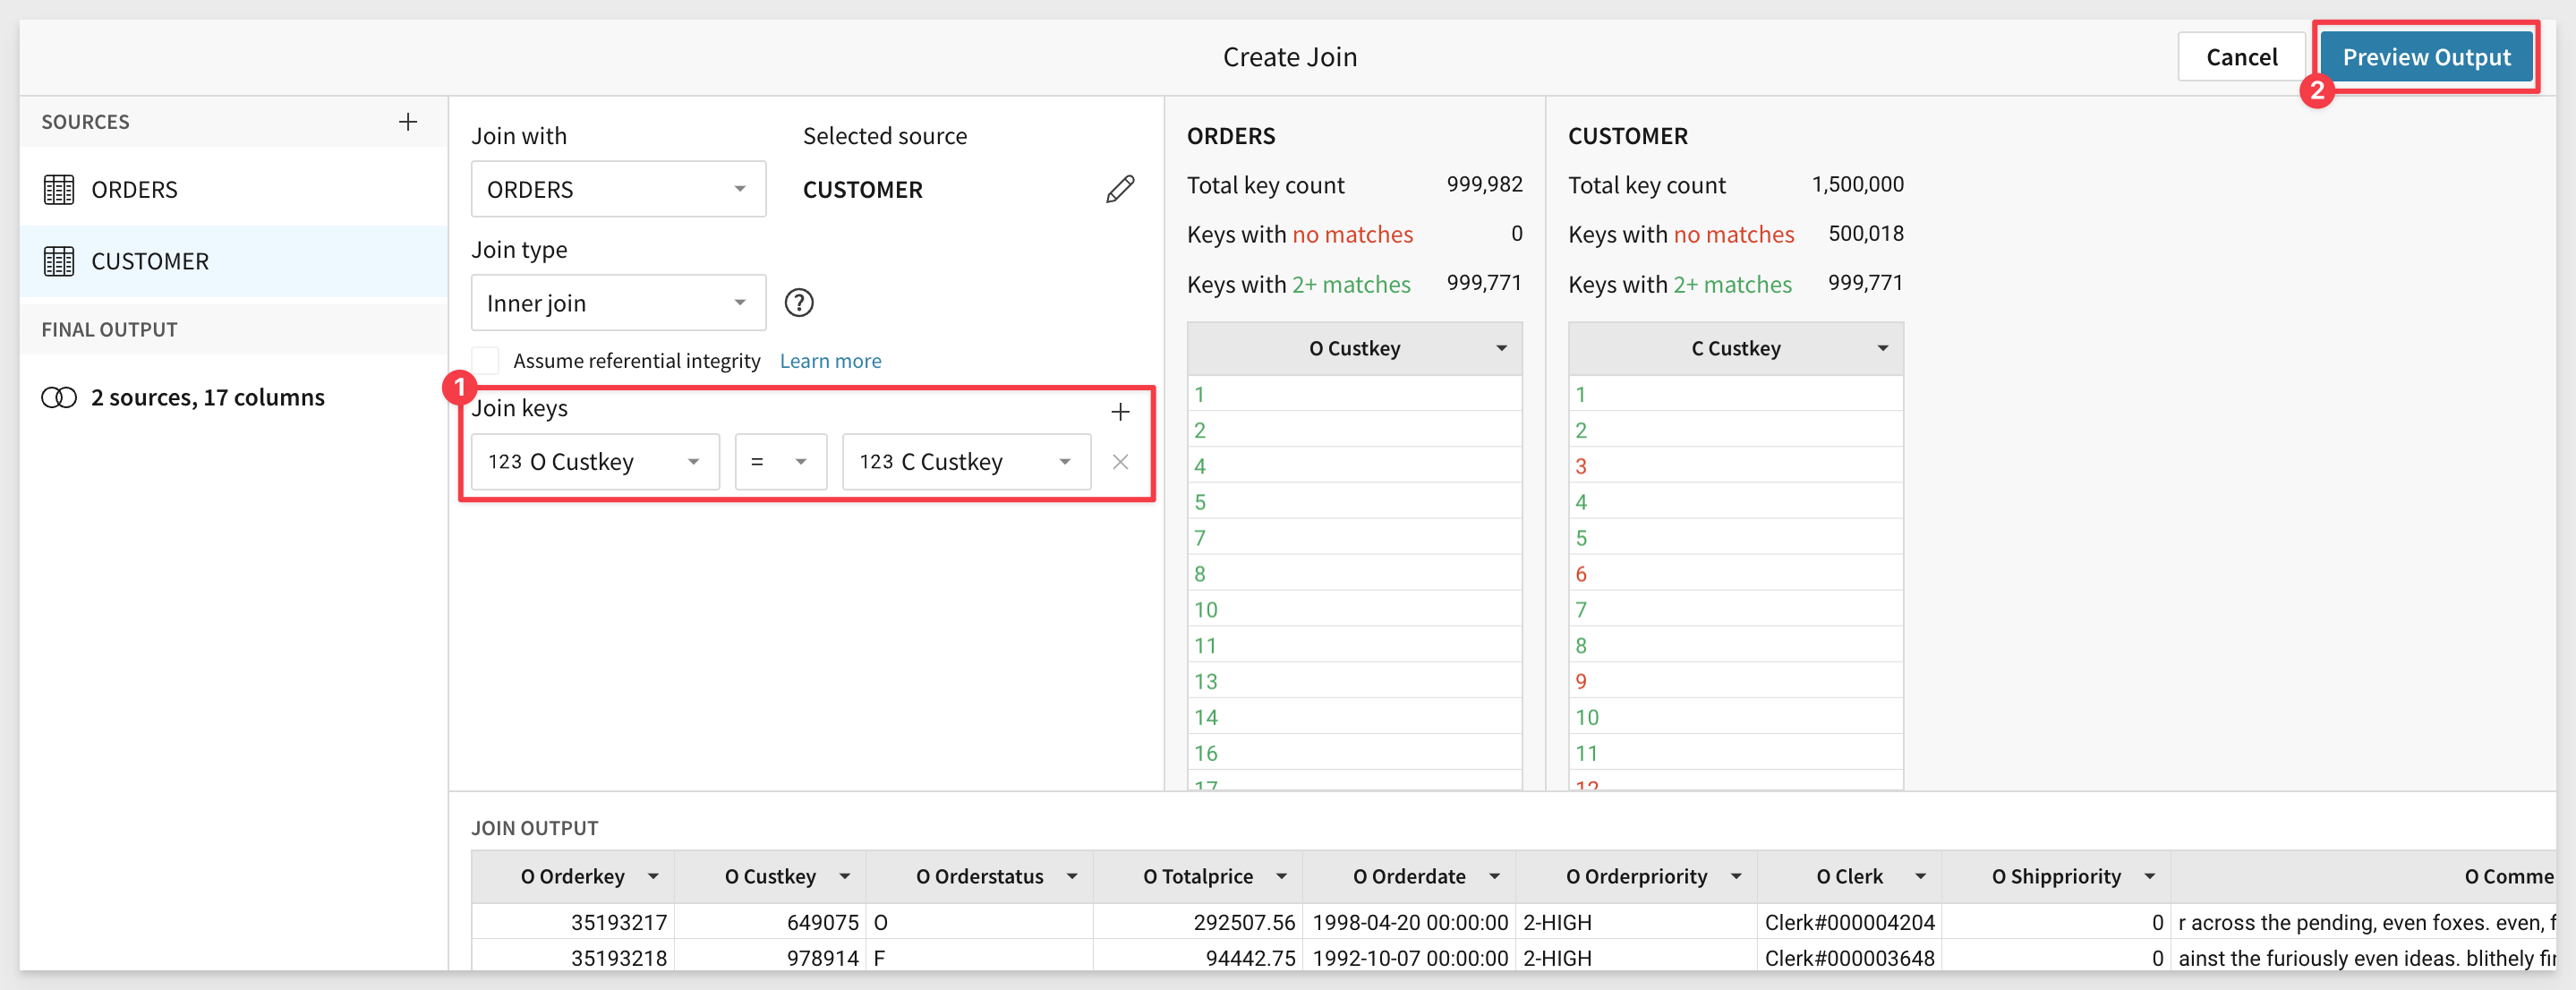 Create Join
Cancel
Preview Output
2
SOURCES
ORDERS
CUSTOMER
FINAL OUTPUT
2 sources, 17 columns
Join with
Selected source
ORDERS
CUSTOMER
Join type
Inner join
?
Assume referential integrity Learn more
1
Join keys
123 O Custkey
=
123 C Custkey
ORDERS
Total key count 999,982
Keys with no matches 0
Keys with 2+ matches 999,771
O Custkey
1
2
4
5
7
8
10
11
13
14
16
17
CUSTOMER
Total key count 1,500,000
Keys with no matches 500,018
Keys with 2+ matches 999,771
C Custkey
1
2
3
4
5
6
7
8
9
10
11
12
JOIN OUTPUT
O Orderkey O Custkey O Orderstatus O Totalprice O Orderdate O Orderpriority O Clerk O Shippriority O Comme
35193217 649075 O 292507.56 1998-04-20 00:00:00 2-HIGH Clerk#000004204 0 r across the pending, even foxes. even, f
35193218 978914 F 94442.75 1992-10-07 00:00:00 2-HIGH Clerk#000003648 0 ainst the furiously even ideas. blithely fi